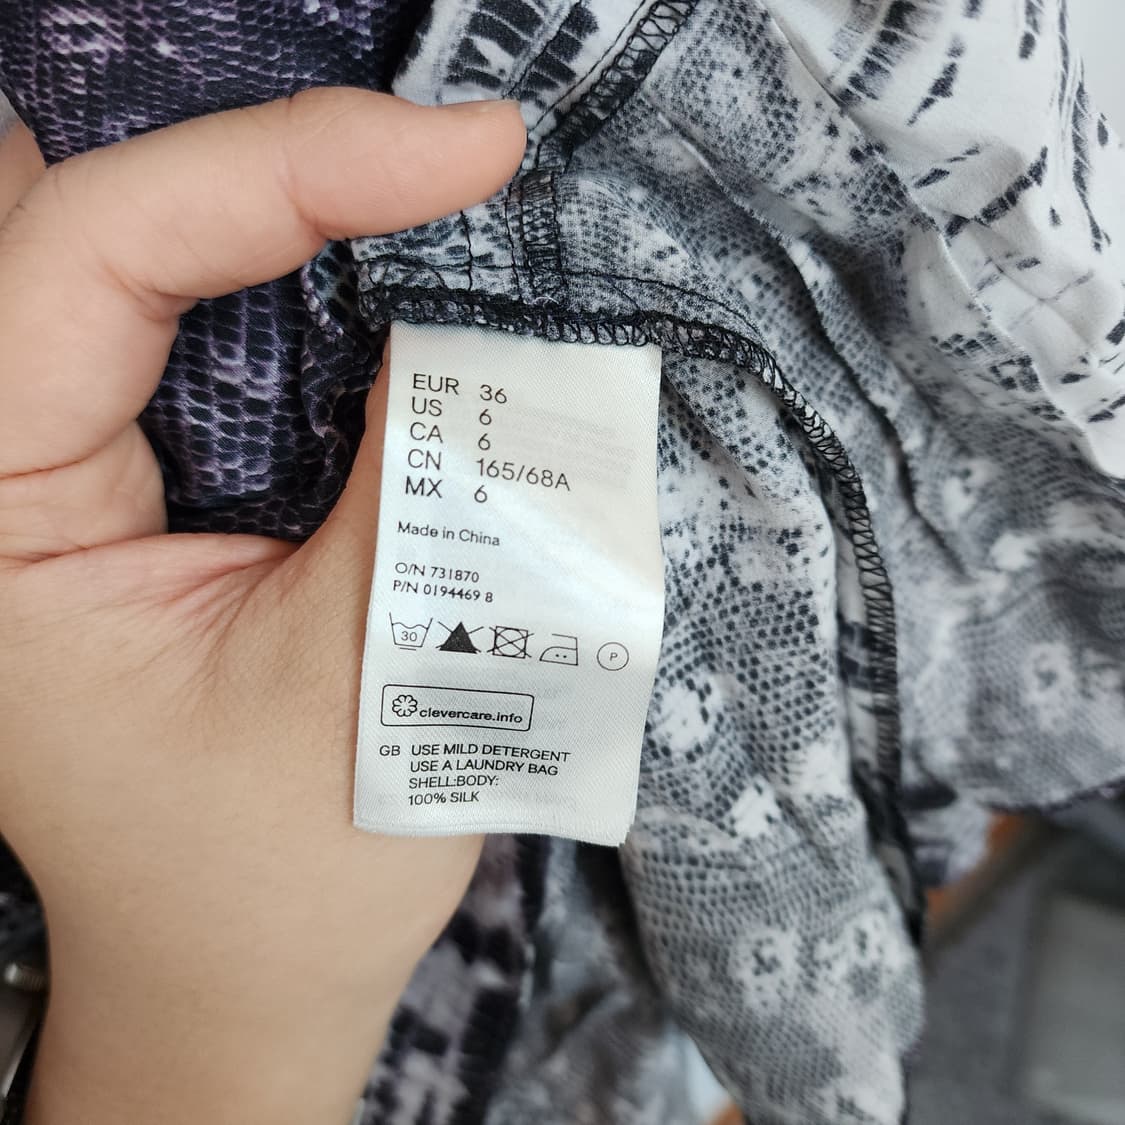 EUR 36
US 6
CA 6
CN 165/68A
MX 6
Made in China
O/N 731870
P/N 0194469 8
30 P
clevercare.info
GB USE MILD DETERGENT
USE A LAUNDRY BAG
SHELL:BODY:
100% SILK